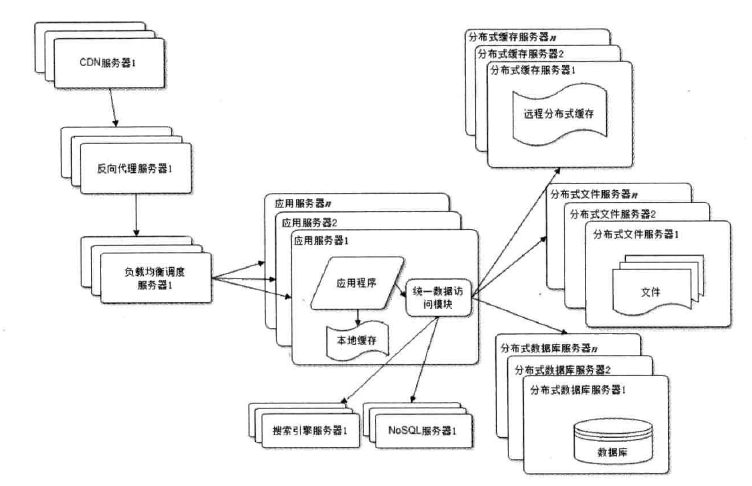 CDN服务器1
反向代理服务器1
负载均衡调度
服务器1
应用服务器n
应用服务器2
应用服务器1
应用程序
统一数据访
问模块
本地缓存
搜索引擎服务器1
NoSQL服务器1
分布式缓存服务器n
分布式缓存服务器2
分布式缓存服务器1
远程分布式缓存
分布式文件服务器n
分布式文件服务器2
分布式文件服务器1
文件
分布式数据库服务器n
分布式数据库服务器2
分布式数据库服务器1
数据库